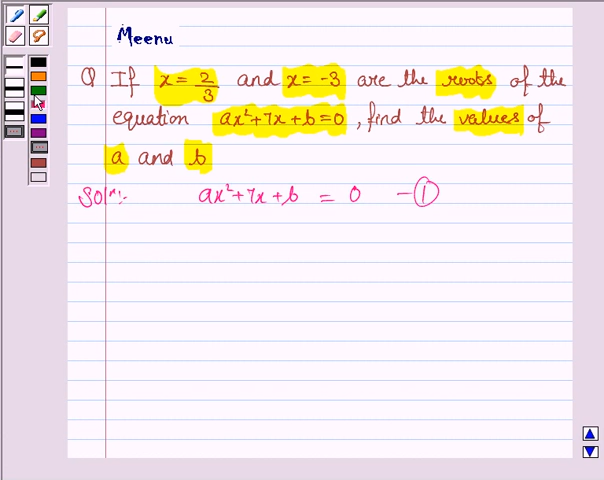 Meenu
Q If x = 2/3 and x = -3 are the roots of the
equation ax²+7x+b=0, find the values of
a and b
Solⁿ:- ax²+7x+b = 0 -①